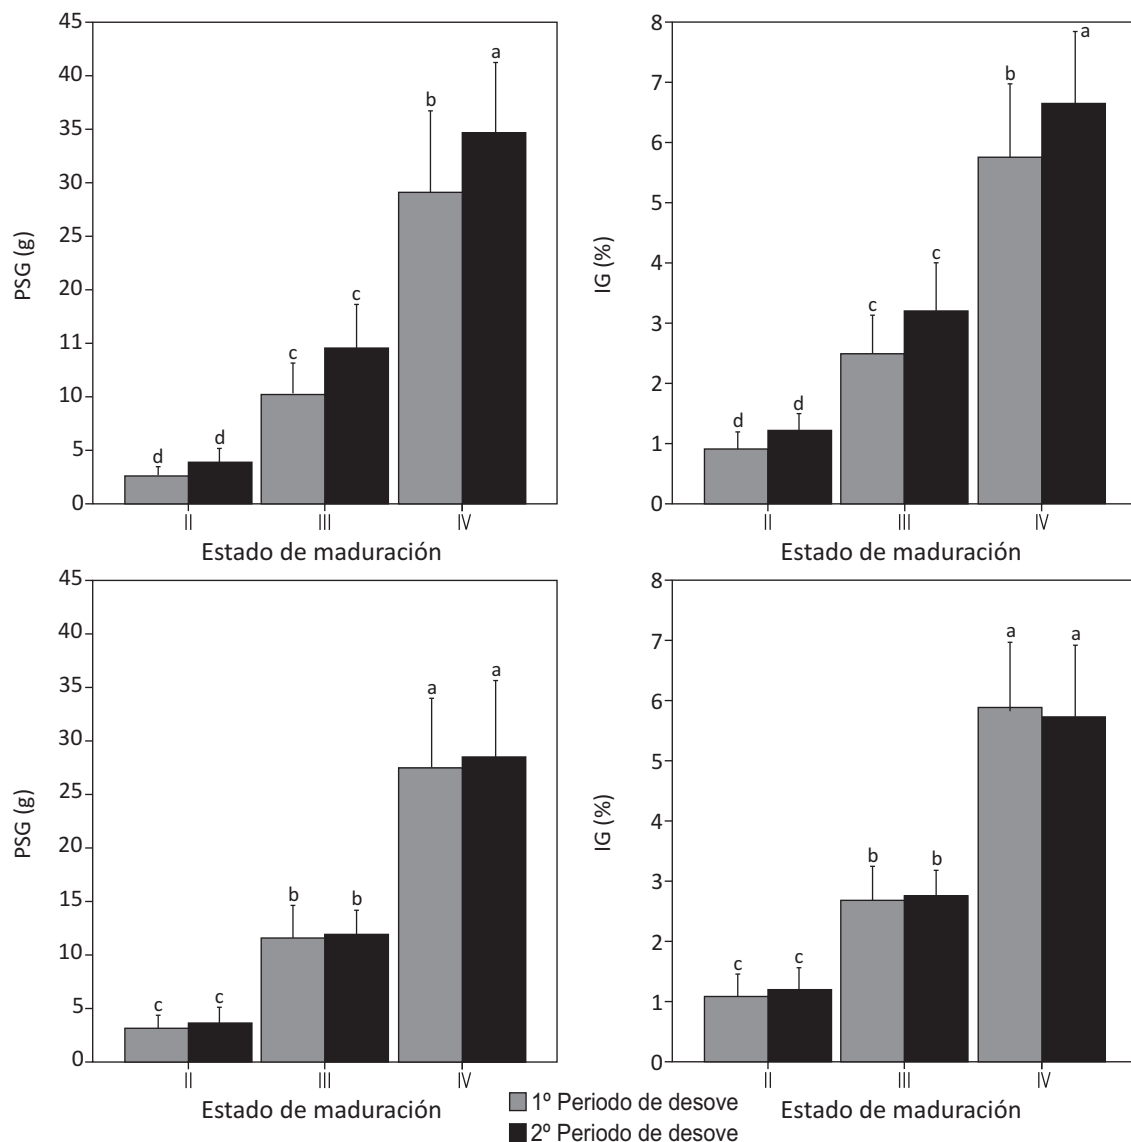 45
40
35
30
25
20
11
10
5
0
PSG (g)
d
d
c
c
b
a
II
III
IV
Estado de maduración
8
7
6
5
4
3
2
1
0
IG (%)
d
d
c
c
b
a
II
III
IV
Estado de maduración
45
40
35
30
25
20
15
10
5
0
PSG (g)
c
c
b
b
a
a
II
III
IV
Estado de maduración
8
7
6
5
4
3
2
1
0
IG (%)
c
c
b
b
a
a
II
III
IV
Estado de maduración
1º Periodo de desove
2º Periodo de desove